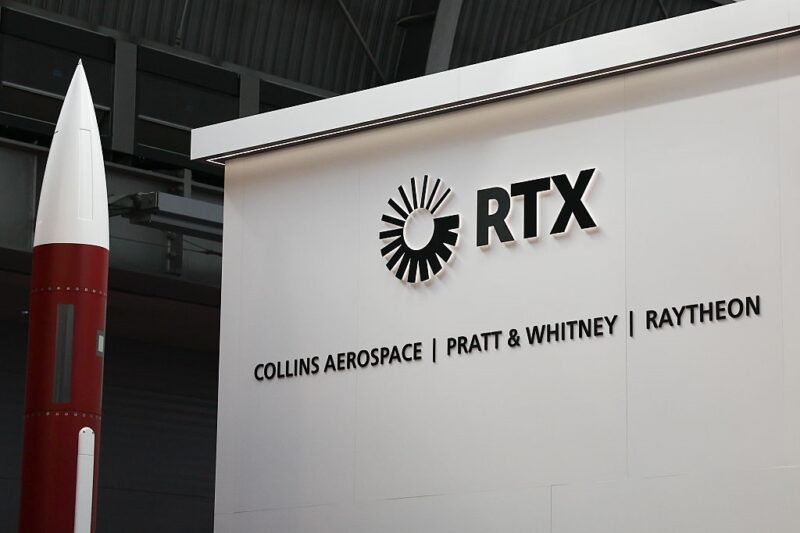 RTX
COLLINS AEROSPACE | PRATT & WHITNEY | RAYTHEON